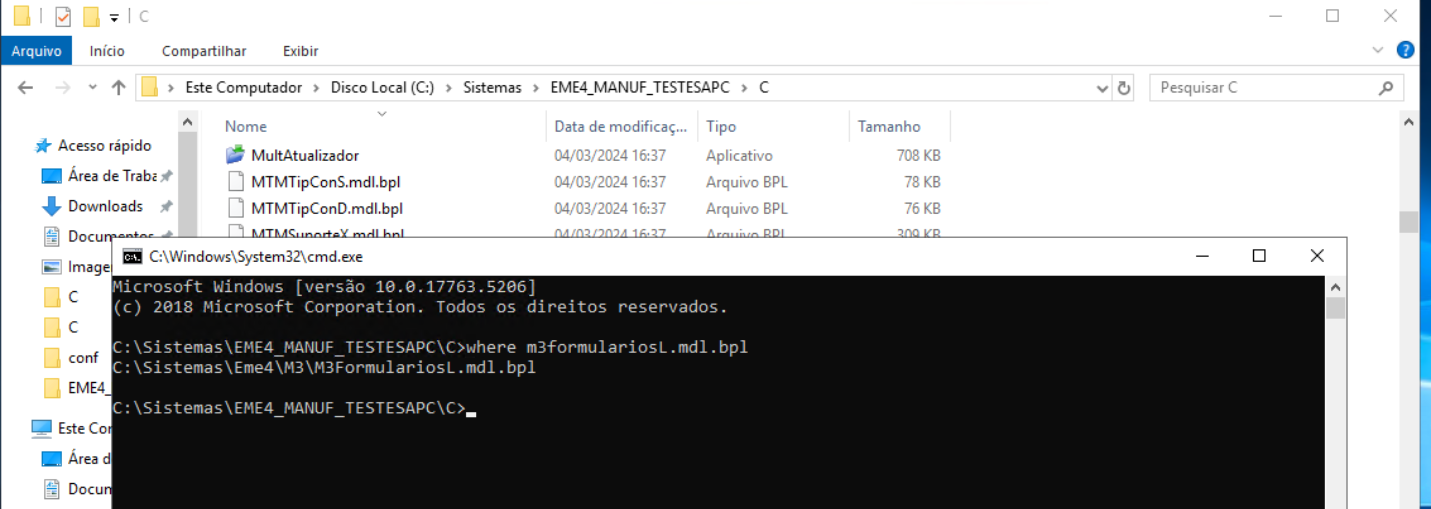 C
Arquivo Início Compartilhar Exibir
Este Computador > Disco Local (C:) > Sistemas > EME4_MANUF_TESTESAPC > C
Pesquisar C
Nome Data de modificaç... Tipo Tamanho
Acesso rápido
Área de Traba
Downloads
Documentos
Image
C
C
conf
EME4_
Este Cor
Área d
Docun
MultAtualizador 04/03/2024 16:37 Aplicativo 708 KB
MTMTipConS.mdl.bpl 04/03/2024 16:37 Arquivo BPL 78 KB
MTMTipConD.mdl.bpl 04/03/2024 16:37 Arquivo BPL 76 KB
MTMSuporteX.mdl.bpl 04/03/2024 16:37 Arquivo BPL 309 KB
C:\Windows\System32\cmd.exe
Microsoft Windows [versão 10.0.17763.5206]
(c) 2018 Microsoft Corporation. Todos os direitos reservados.
C:\Sistemas\EME4_MANUF_TESTESAPC\C>where m3formulariosL.mdl.bpl
C:\Sistemas\Eme4\M3\M3FormulariosL.mdl.bpl
C:\Sistemas\EME4_MANUF_TESTESAPC\C>